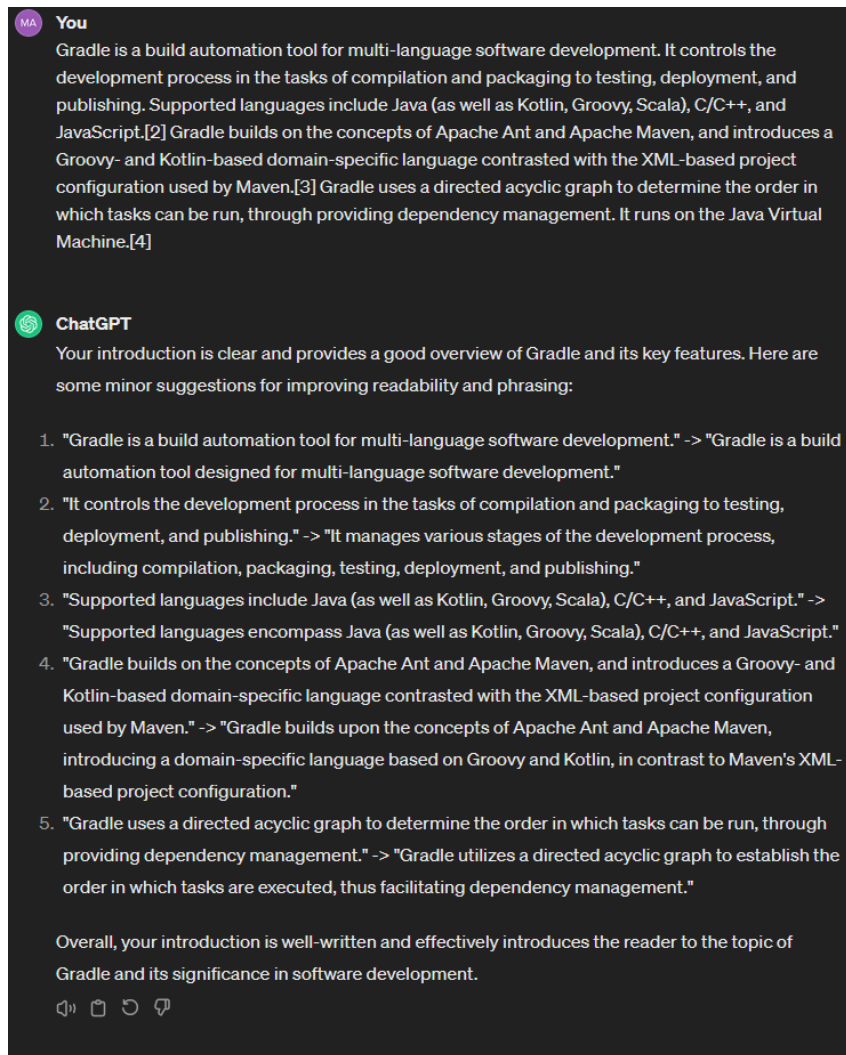 MA You
Gradle is a build automation tool for multi-language software development. It controls the
development process in the tasks of compilation and packaging to testing, deployment, and
publishing. Supported languages include Java (as well as Kotlin, Groovy, Scala), C/C++, and
JavaScript.[2] Gradle builds on the concepts of Apache Ant and Apache Maven, and introduces a
Groovy- and Kotlin-based domain-specific language contrasted with the XML-based project
configuration used by Maven.[3] Gradle uses a directed acyclic graph to determine the order in
which tasks can be run, through providing dependency management. It runs on the Java Virtual
Machine.[4]
ChatGPT
Your introduction is clear and provides a good overview of Gradle and its key features. Here are
some minor suggestions for improving readability and phrasing:
1. "Gradle is a build automation tool for multi-language software development." -> "Gradle is a build
automation tool designed for multi-language software development."
2. "It controls the development process in the tasks of compilation and packaging to testing,
deployment, and publishing." -> "It manages various stages of the development process,
including compilation, packaging, testing, deployment, and publishing."
3. "Supported languages include Java (as well as Kotlin, Groovy, Scala), C/C++, and JavaScript." ->
"Supported languages encompass Java (as well as Kotlin, Groovy, Scala), C/C++, and JavaScript."
4. "Gradle builds on the concepts of Apache Ant and Apache Maven, and introduces a Groovy- and
Kotlin-based domain-specific language contrasted with the XML-based project configuration
used by Maven." -> "Gradle builds upon the concepts of Apache Ant and Apache Maven,
introducing a domain-specific language based on Groovy and Kotlin, in contrast to Maven's XML-
based project configuration."
5. "Gradle uses a directed acyclic graph to determine the order in which tasks can be run, through
providing dependency management." -> "Gradle utilizes a directed acyclic graph to establish the
order in which tasks are executed, thus facilitating dependency management."
Overall, your introduction is well-written and effectively introduces the reader to the topic of
Gradle and its significance in software development.